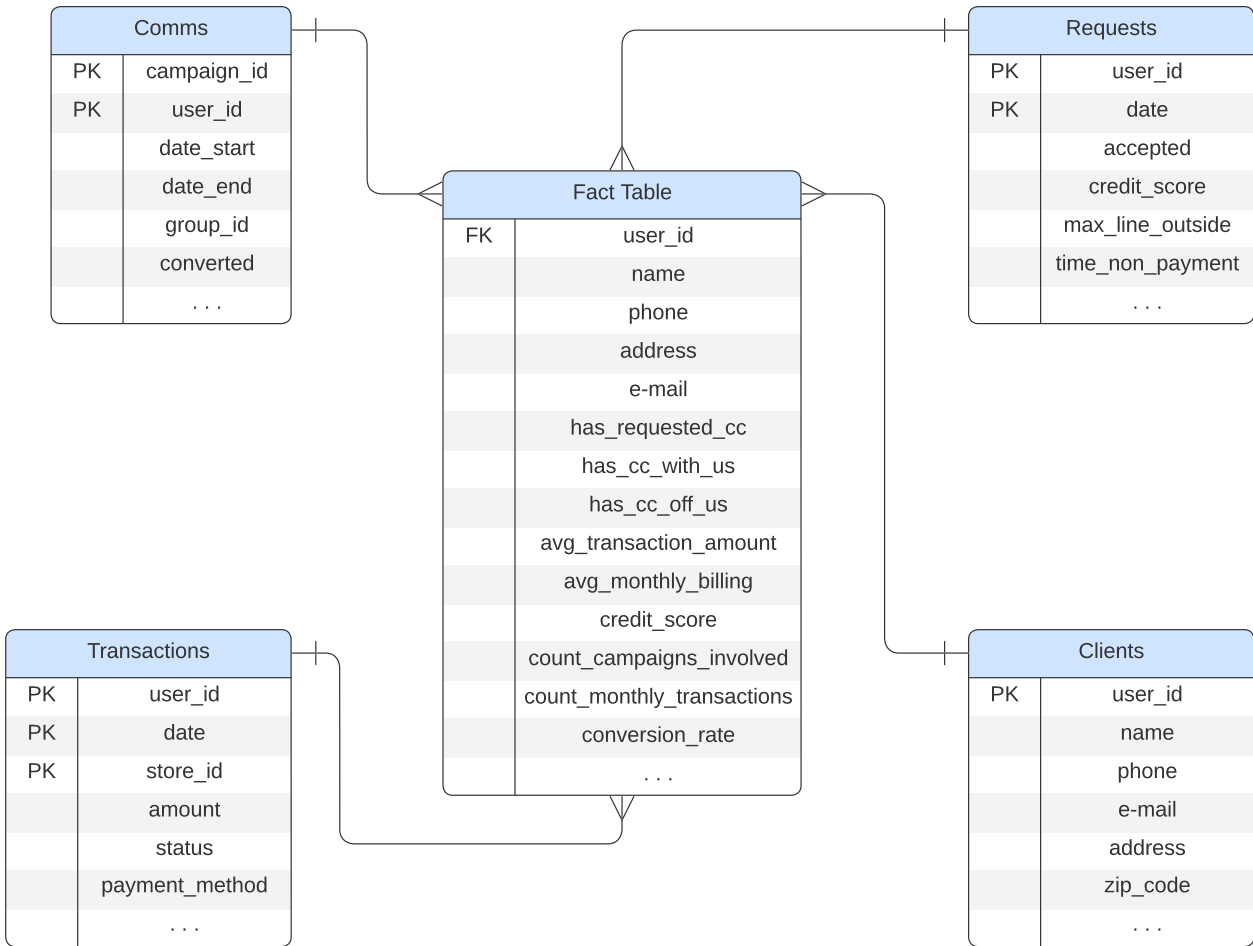 Comms
PK campaign_id
PK user_id
date_start
date_end
group_id
converted
. . .
Requests
PK user_id
PK date
accepted
credit_score
max_line_outside
time_non_payment
. . .
Fact Table
FK user_id
name
phone
address
e-mail
has_requested_cc
has_cc_with_us
has_cc_off_us
avg_transaction_amount
avg_monthly_billing
credit_score
count_campaigns_involved
count_monthly_transactions
conversion_rate
. . .
Transactions
PK user_id
PK date
PK store_id
amount
status
payment_method
. . .
Clients
PK user_id
name
phone
e-mail
address
zip_code
. . .